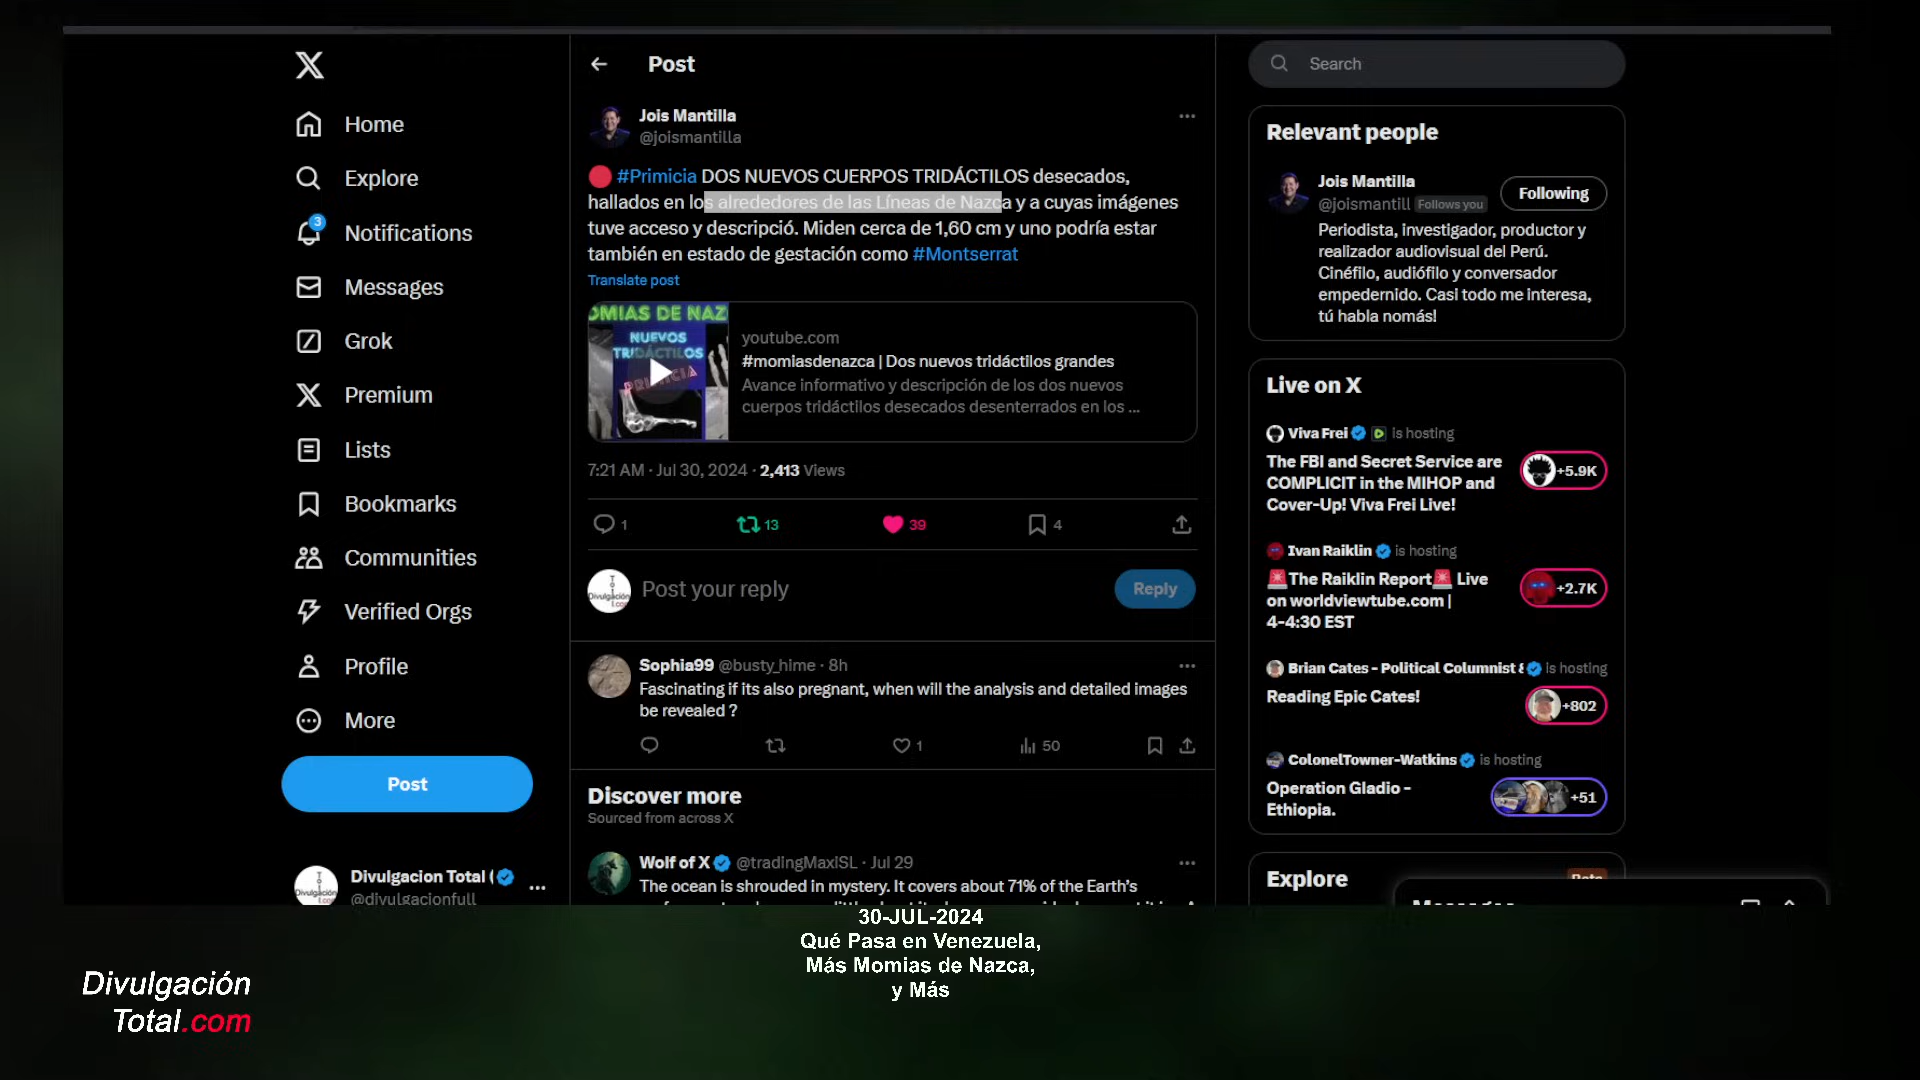 Home
Explore
3
Notifications
Messages
Grok
Premium
Lists
Bookmarks
Communities
Verified Orgs
Profile
More
Post
Divulgacion Total (
@divulgacionfull
Post
Jois Mantilla
@joismantilla
#Primicia DOS NUEVOS CUERPOS TRIDÁCTILOS desecados,
hallados en los alrededores de las Líneas de Nazca y a cuyas imágenes
tuve acceso y descripció. Miden cerca de 1,60 cm y uno podría estar
también en estado de gestación como #Montserrat
Translate post
OMIAS DE NAZ
NUEVOS
TRIDÁCTILOS
PRIMICIA
youtube.com
#momiasdenazca | Dos nuevos tridáctilos grandes
Avance informativo y descripción de los dos nuevos
cuerpos tridáctilos desecados desenterrados en los ...
7:21 AM · Jul 30, 2024 · 2,413 Views
1
13
39
4
Post your reply
Reply
Sophia99 @busty_hime · 8h
Fascinating if its also pregnant, when will the analysis and detailed images
be revealed ?
1
50
Discover more
Sourced from across X
Wolf of X @tradingMaxiSL · Jul 29
The ocean is shrouded in mystery. It covers about 71% of the Earth's
Search
Relevant people
Jois Mantilla
@joismantill Follows you
Following
Periodista, investigador, productor y
realizador audiovisual del Perú.
Cinéfilo, audiófilo y conversador
empedernido. Casi todo me interesa,
tú habla nomás!
Live on X
Viva Frei is hosting
The FBI and Secret Service are
COMPLICIT in the MIHOP and
Cover-Up! Viva Frei Live!
+5.9K
Ivan Raiklin is hosting
The Raiklin Report Live
on worldviewtube.com |
4-4:30 EST
+2.7K
Brian Cates - Political Columnist & is hosting
Reading Epic Cates!
+802
ColonelTowner-Watkins is hosting
Operation Gladio -
Ethiopia.
+51
Explore
Beta
Messages
30-JUL-2024
Qué Pasa en Venezuela,
Más Momias de Nazca,
y Más
Divulgación
Total.com